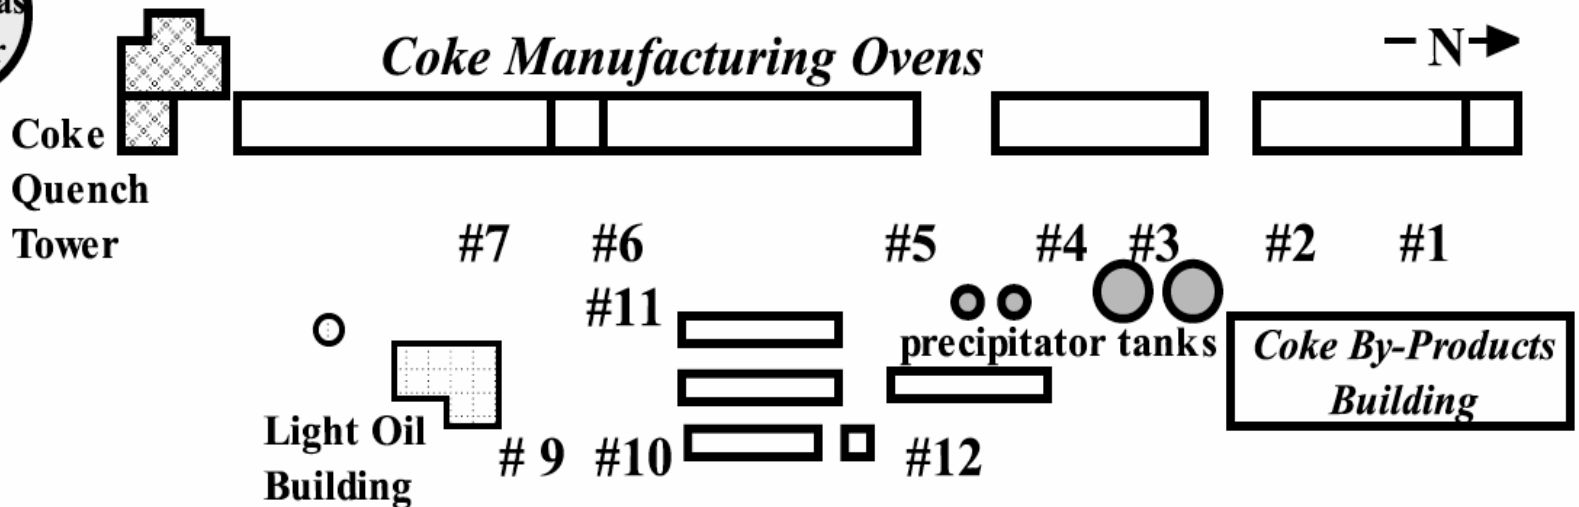 Coke Manufacturing Ovens
N
Coke
Quench
Tower
#7 #6 #5 #4 #3 #2 #1
#11
precipitator tanks
Coke By-Products
Building
Light Oil
Building
# 9 #10 #12